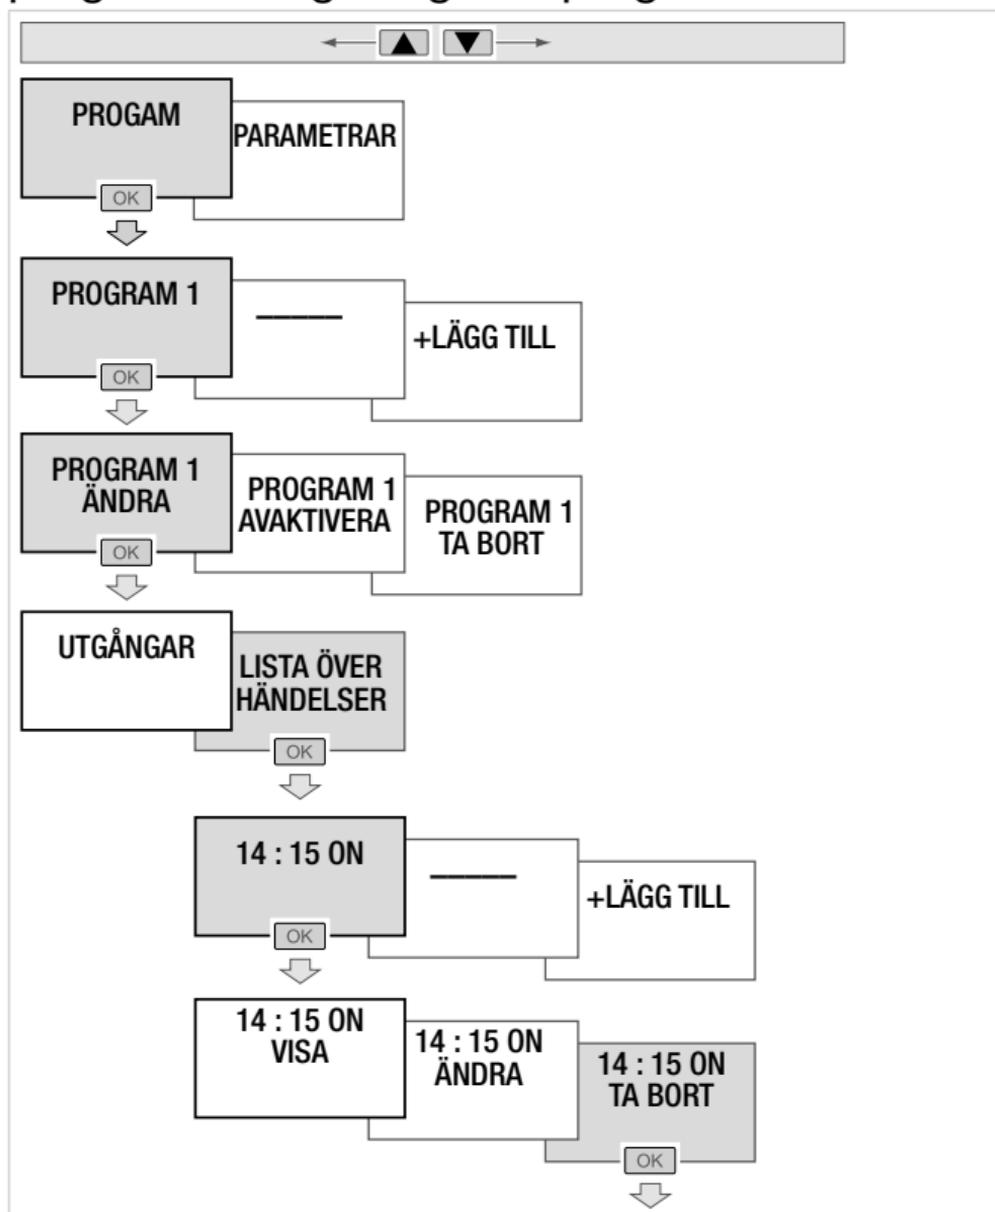 PROGAM
PARAMETRAR
OK
PROGRAM 1
_____
+LÄGG TILL
OK
PROGRAM 1
ÄNDRA
PROGRAM 1
AVAKTIVERA
PROGRAM 1
TA BORT
OK
UTGÅNGAR
LISTA ÖVER
HÄNDELSER
OK
14 : 15 ON
_____
+LÄGG TILL
OK
14 : 15 ON
VISA
14 : 15 ON
ÄNDRA
14 : 15 ON
TA BORT
OK